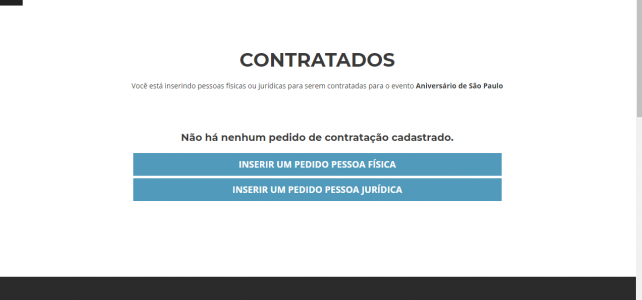 CONTRATADOS
Você está inserindo pessoas físicas ou jurídicas para serem contratadas para o evento Aniversário de São Paulo
Não há nenhum pedido de contratação cadastrado.
INSERIR UM PEDIDO PESSOA FÍSICA
INSERIR UM PEDIDO PESSOA JURÍDICA